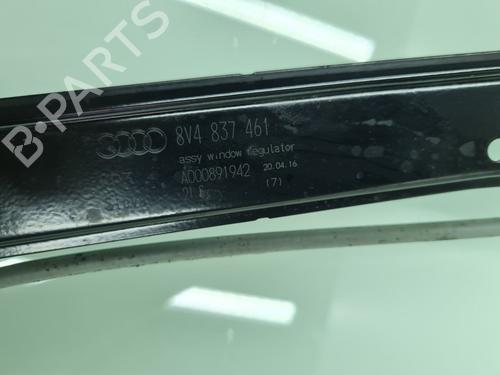 B-PARTS
8V4 837 461
assy window regulator
A000891942 20.04.16
(7)